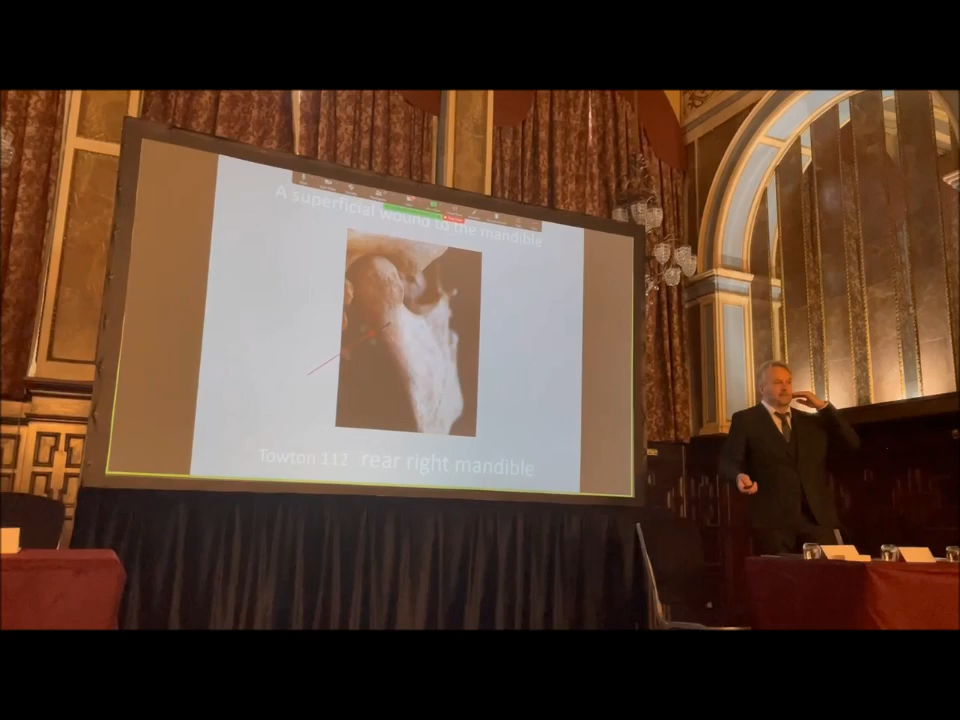 A superficial wound to the mandible
Towton 112 rear right mandible